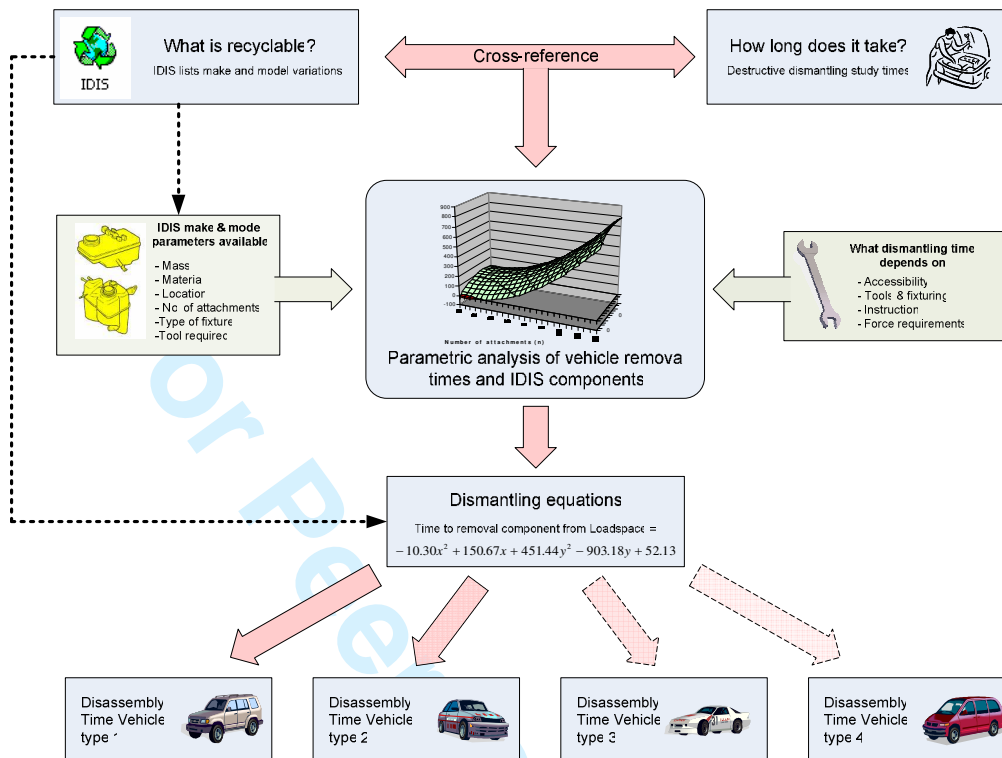 What is recyclable?
IDIS lists make and model variations
IDIS
Cross-reference
How long does it take?
Destructive dismantling study times
IDIS make & mode
parameters available
- Mass
- Materia
- Location
- No. of attachments
-Type of fixture
-Tool required
900
800
700
600
500
400
300
200
100
0
-100
0
0
Number of attachments (n)
Parametric analysis of vehicle remova
times and IDIS components
What dismantling time
depends on
- Accessibility
- Tools & fixturing
- Instruction
- Force requirements
Dismantling equations
Time to removal component from Loadspace =
−10.30x² + 150.67x + 451.44y² − 903.18y + 52.13
or Pee
Disassembly
Time Vehicle
type
Disassembly
Time Vehicle
type 2
Disassembly
Time Vehicle
type 3
Disassembly
Time Vehicle
type 4